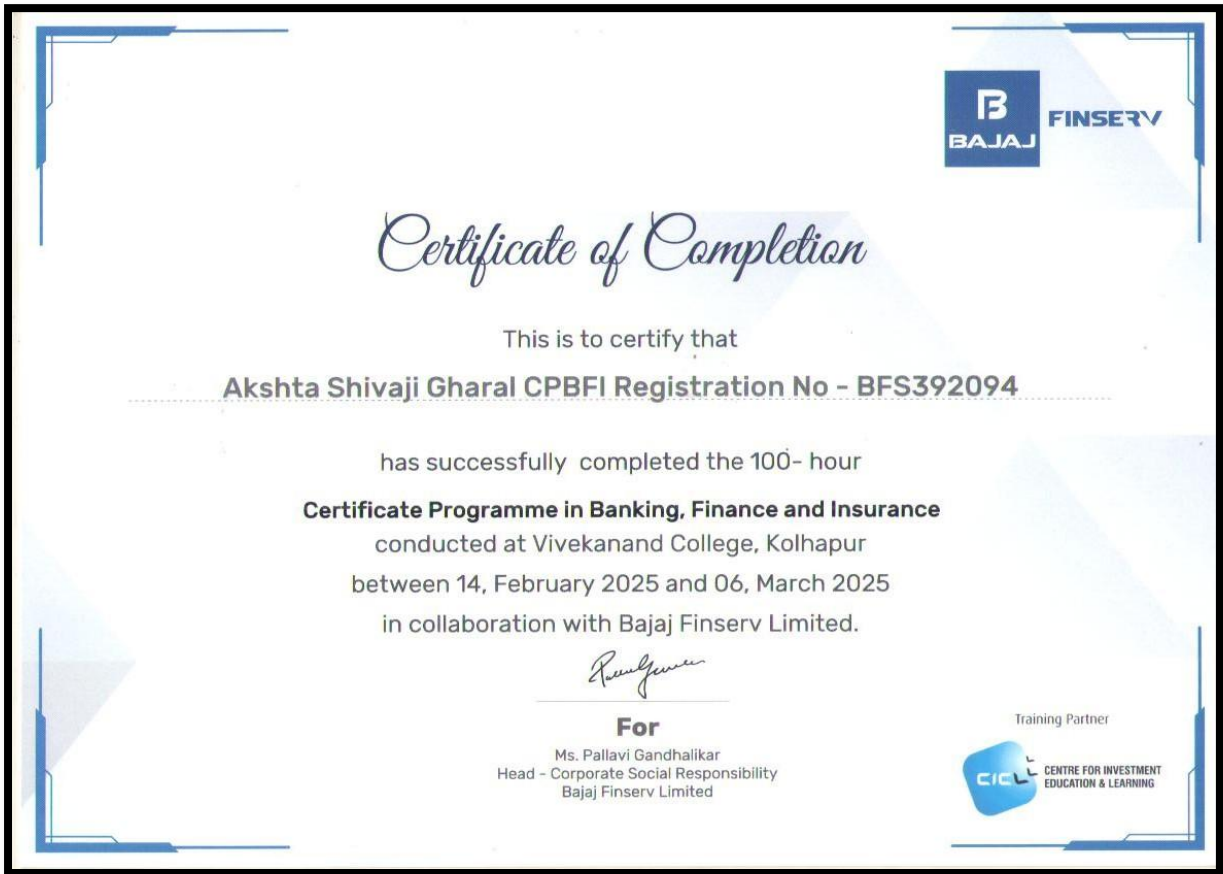 B
BAJAJ
FINSERV
Certificate of Completion
This is to certify that
Akshta Shivaji Gharal CPBFI Registration No - BFS392094
has successfully completed the 100- hour
Certificate Programme in Banking, Finance and Insurance
conducted at Vivekanand College, Kolhapur
between 14, February 2025 and 06, March 2025
in collaboration with Bajaj Finserv Limited.
For
Ms. Pallavi Gandhalikar
Head - Corporate Social Responsibility
Bajaj Finserv Limited
Training Partner
CICL
CENTRE FOR INVESTMENT
EDUCATION & LEARNING